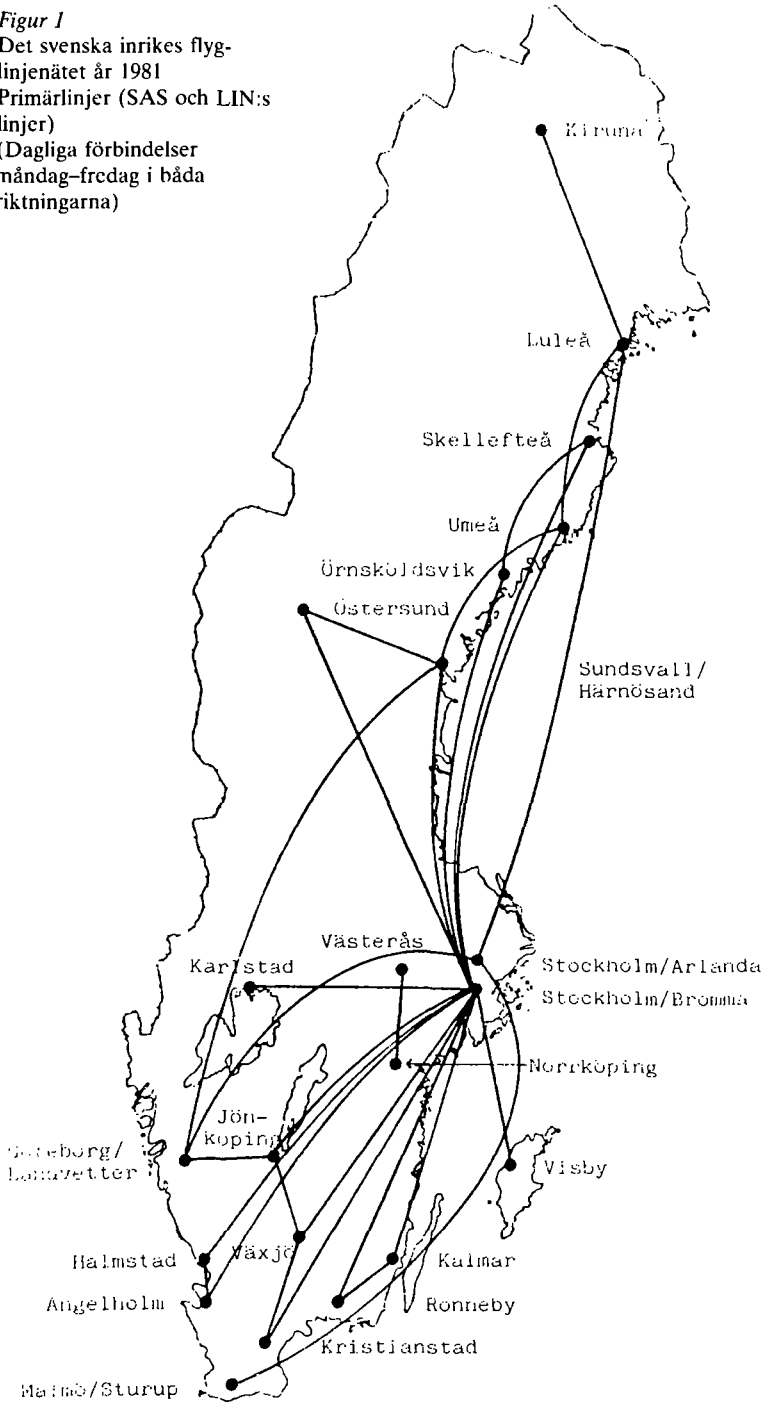 Figur 1
Det svenska inrikes flyg-
linjenätet år 1981
Primärlinjer (SAS och LIN:s
linjer)
(Dagliga förbindelser
måndag–fredag i båda
riktningarna)
Kiruna
Luleå
Skellefteå
Umeå
Örnsköldsvik
Östersund
Sundsvall/
Härnösand
Västerås
Karlstad
Stockholm/Arlanda
Stockholm/Bromma
Norrköping
Jön-
köping
Göteborg/
Landvetter
Visby
Halmstad
Växjö
Kalmar
Ängelholm
Ronneby
Kristianstad
Malmö/Sturup